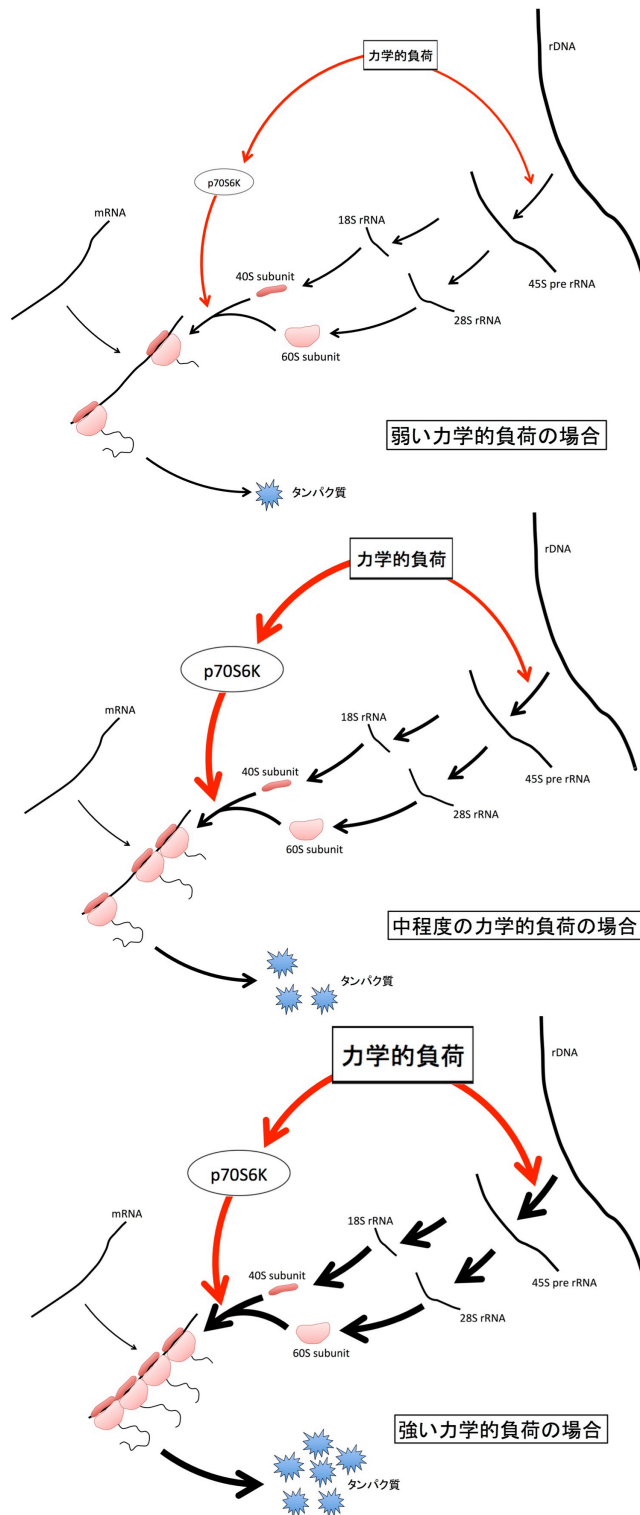 rDNA
力学的負荷
p70S6K
mRNA
18S rRNA
40S subunit
45S pre rRNA
28S rRNA
60S subunit
弱い力学的負荷の場合
タンパク質
rDNA
力学的負荷
p70S6K
mRNA
18S rRNA
40S subunit
45S pre rRNA
28S rRNA
60S subunit
中程度の力学的負荷の場合
タンパク質
力学的負荷
rDNA
p70S6K
mRNA
18S rRNA
40S subunit
45S pre rRNA
28S rRNA
60S subunit
強い力学的負荷の場合
タンパク質